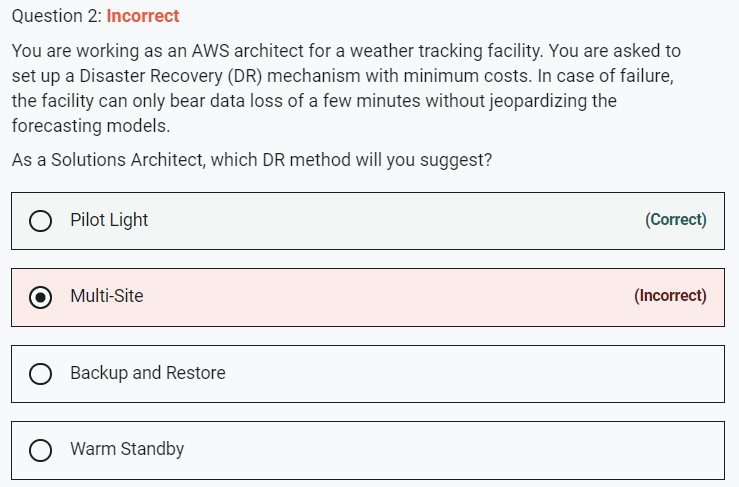 Question 2: Incorrect
You are working as an AWS architect for a weather tracking facility. You are asked to
set up a Disaster Recovery (DR) mechanism with minimum costs. In case of failure,
the facility can only bear data loss of a few minutes without jeopardizing the
forecasting models.
As a Solutions Architect, which DR method will you suggest?
Pilot Light (Correct)
Multi-Site (Incorrect)
Backup and Restore
Warm Standby